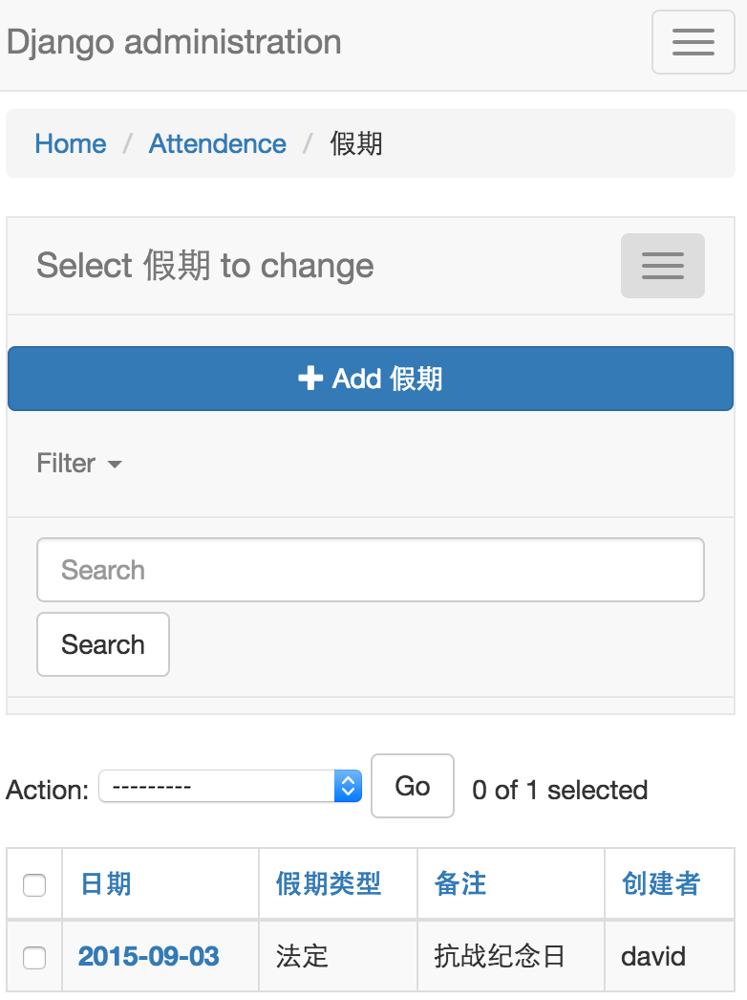 Django administration
Home / Attendence / 假期
Select 假期 to change
Add 假期
Filter
Search
Search
Action: --------- Go 0 of 1 selected
日期 假期类型 备注 创建者
2015-09-03 法定 抗战纪念日 david